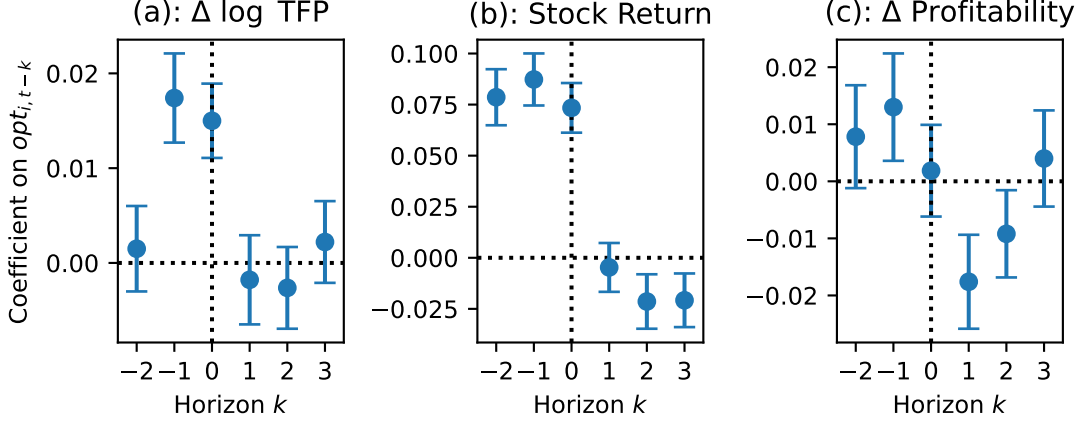 (a): Δ log TFP
(b): Stock Return
(c): Δ Profitability
Coefficient on opt_{i,t−k}
0.02
0.01
0.00
−2 −1 0 1 2 3
Horizon k
0.100
0.075
0.050
0.025
0.000
−0.025
−2 −1 0 1 2 3
Horizon k
0.02
0.01
0.00
−0.01
−0.02
−2 −1 0 1 2 3
Horizon k